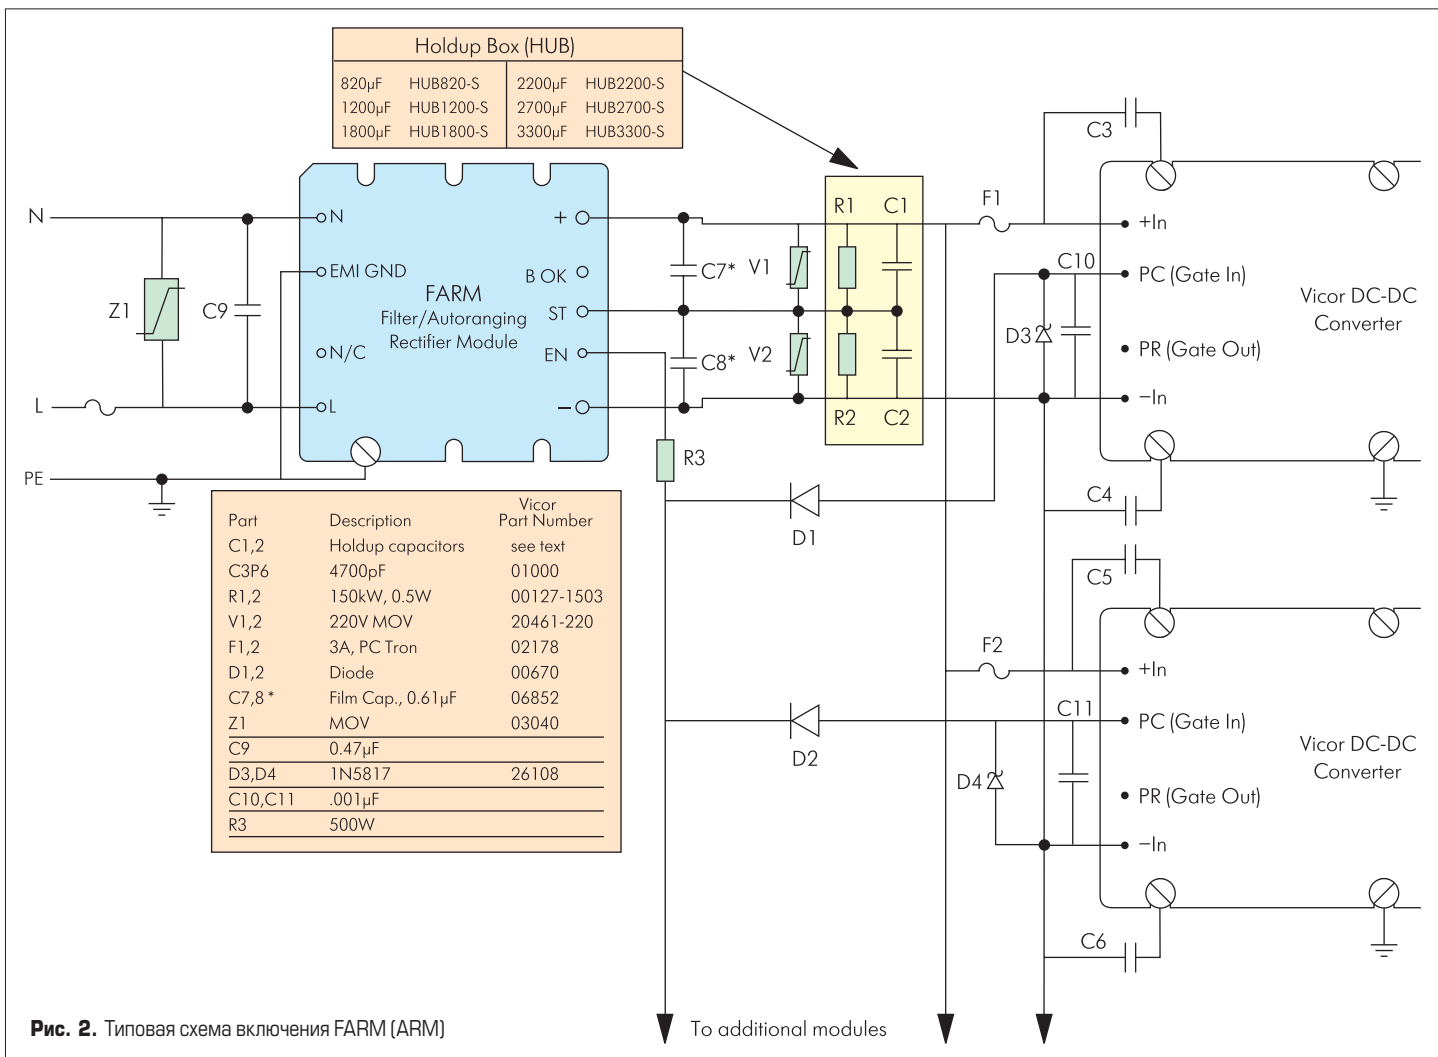 Holdup Box (HUB)
820µF HUB820-S 2200µF HUB2200-S
1200µF HUB1200-S 2700µF HUB2700-S
1800µF HUB1800-S 3300µF HUB3300-S
N
L
PE
Z1
C9
N
EMI GND
N/C
L
FARM
Filter/Autoranging
Rectifier Module
+
B OK
ST
EN
–
C7*
C8*
V1
V2
R1
C1
R2
C2
R3
D1
D2
F1
C3
C10
D3
C4
+In
PC (Gate In)
PR (Gate Out)
–In
Vicor DC-DC
Converter
C5
F2
C11
D4
C6
+In
PC (Gate In)
PR (Gate Out)
–In
Vicor DC-DC
Converter
Part Description Vicor Part Number
C1,2 Holdup capacitors see text
C3P6 4700pF 01000
R1,2 150kW, 0.5W 00127-1503
V1,2 220V MOV 20461-220
F1,2 3A, PC Tron 02178
D1,2 Diode 00670
C7,8 * Film Cap., 0.61µF 06852
Z1 MOV 03040
C9 0.47µF
D3,D4 1N5817 26108
C10,C11 .001µF
R3 500W
To additional modules
Рис. 2. Типовая схема включения FARM (ARM)